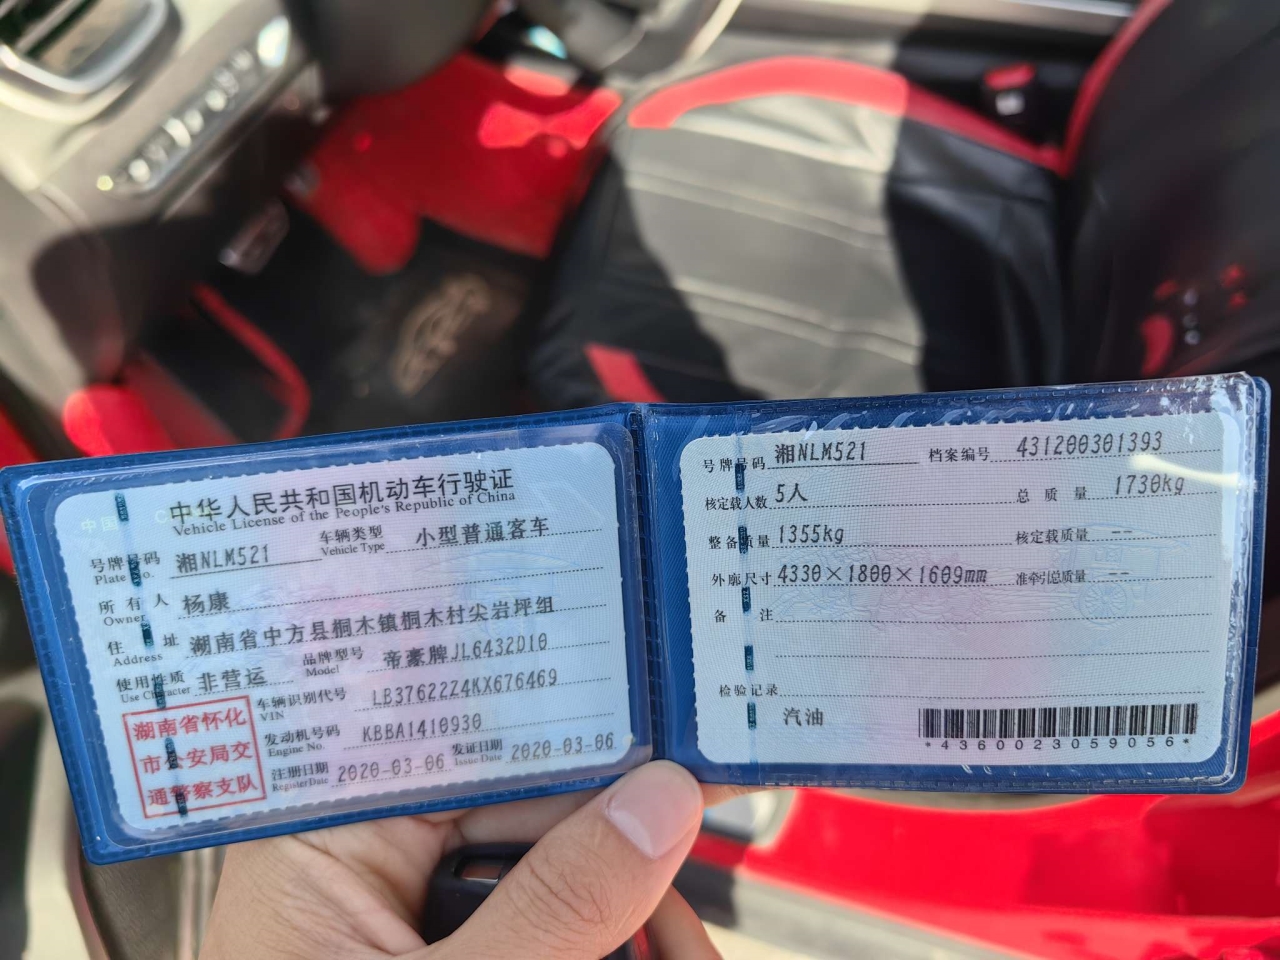 中华人民共和国机动车行驶证
Vehicle License of the People's Republic of China
号牌号码 湘NLM521 车辆类型 小型普通客车
Plate No. Vehicle Type
所有人 杨康
Owner
住址 湖南省中方县桐木镇桐木村尖岩坪组
Address
使用性质 非营运 品牌型号 帝豪牌JL6432D10
Use Character Model
湖南省怀化
市公安局交
通警察支队
车辆识别代号 LB37622Z4KX676469
VIN
发动机号码 KBBA1410930
Engine No.
注册日期 2020-03-06 发证日期 2020-03-06
Register Date Issue Date
号牌号码 湘NLM521 档案编号 431200301393
核定载人数 5人 总质量 1730kg
整备质量 1355kg 核定载质量 --
外廓尺寸 4330×1800×1609mm 准牵引总质量 --
备注
检验记录
汽油
*4360023059056*